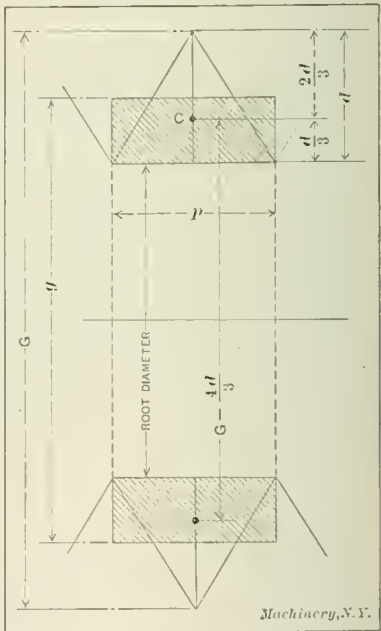 2d
3
d
d
3
C
P
g
G
ROOT DIAMETER
G
4d
3
Machinery, N.Y.